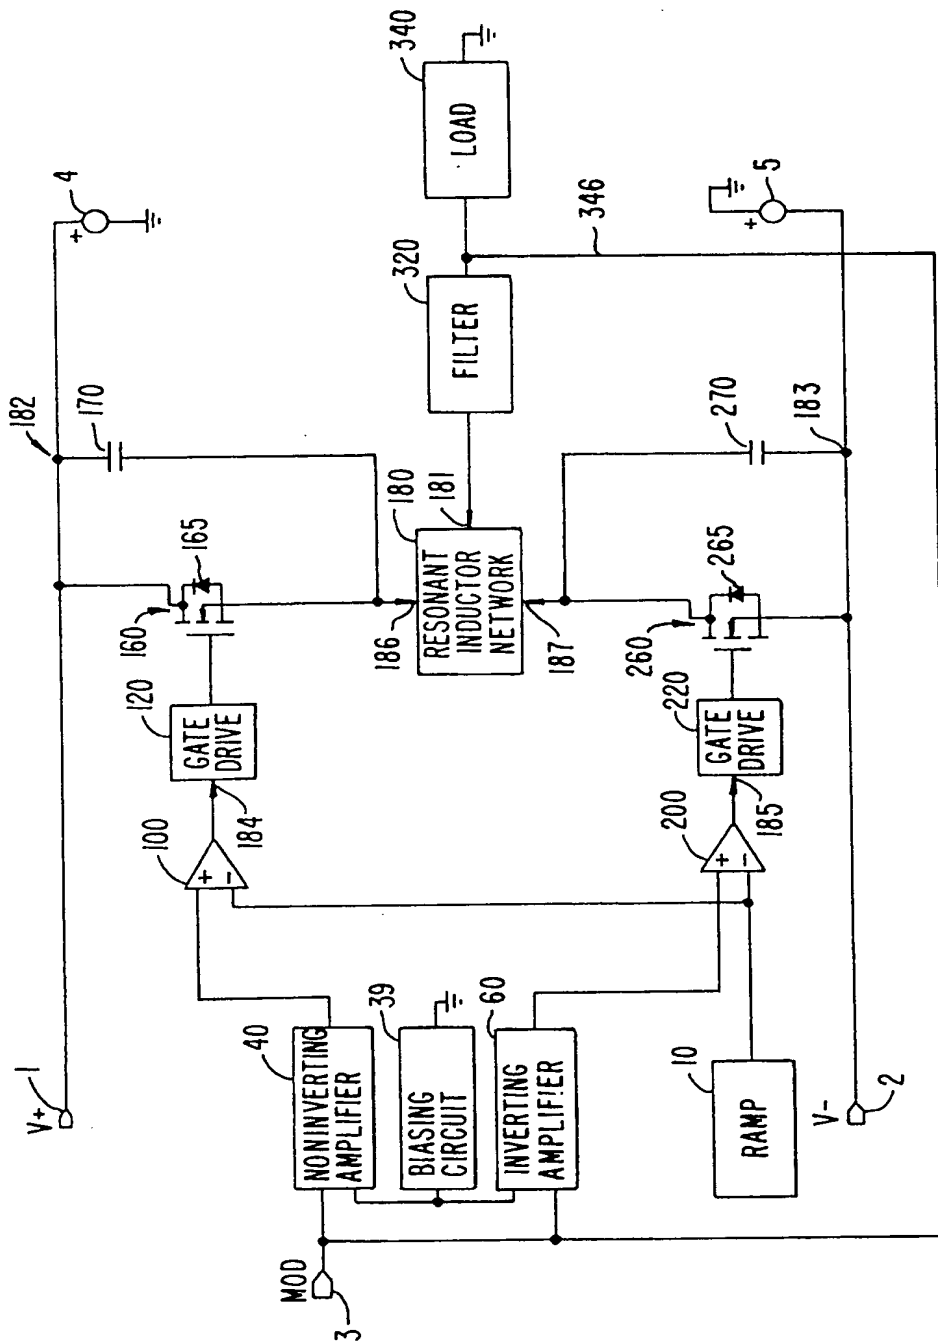 V+
1
182
4
170
160
165
120
GATE
DRIVE
184
100
186
180
RESONANT
INDUCTOR
NETWORK
181
187
320
FILTER
340
LOAD
346
40
NONINVERTING
AMPLIFIER
39
BIASING
CIRCUIT
60
INVERTING
AMPLIFIER
MOD
3
+
-
200
+
-
185
220
GATE
DRIVE
260
265
270
183
+
+
5
10
RAMP
V-
2